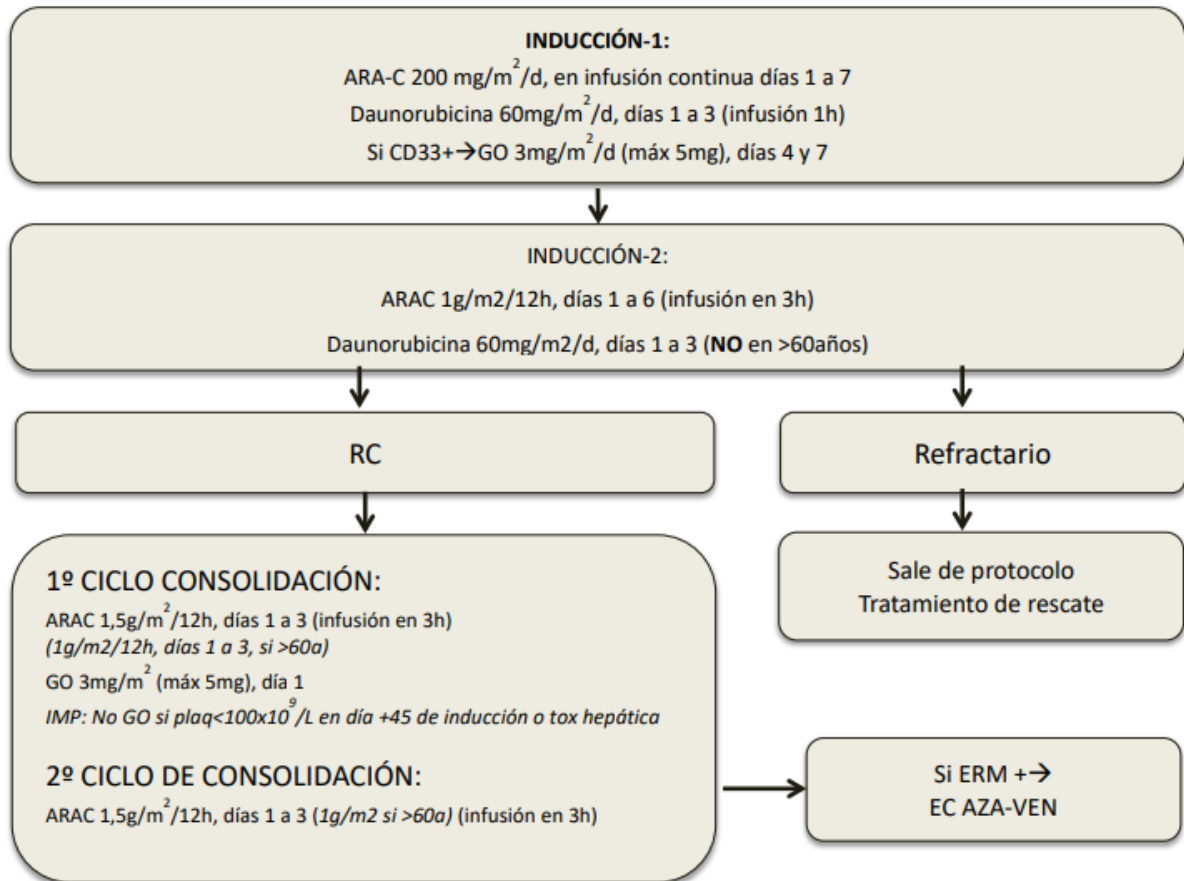 INDUCCIÓN-1:
ARA-C 200 mg/m²/d, en infusión continua días 1 a 7
Daunorubicina 60mg/m²/d, días 1 a 3 (infusión 1h)
Si CD33+→GO 3mg/m²/d (máx 5mg), días 4 y 7
INDUCCIÓN-2:
ARAC 1g/m2/12h, días 1 a 6 (infusión en 3h)
Daunorubicina 60mg/m2/d, días 1 a 3 (NO en >60años)
RC
Refractario
1º CICLO CONSOLIDACIÓN:
ARAC 1,5g/m²/12h, días 1 a 3 (infusión en 3h)
(1g/m2/12h, días 1 a 3, si >60a)
GO 3mg/m² (máx 5mg), día 1
IMP: No GO si plaq<100x10⁹/L en día +45 de inducción o tox hepática
2º CICLO DE CONSOLIDACIÓN:
ARAC 1,5g/m²/12h, días 1 a 3 (1g/m2 si >60a) (infusión en 3h)
Sale de protocolo
Tratamiento de rescate
Si ERM +→
EC AZA-VEN